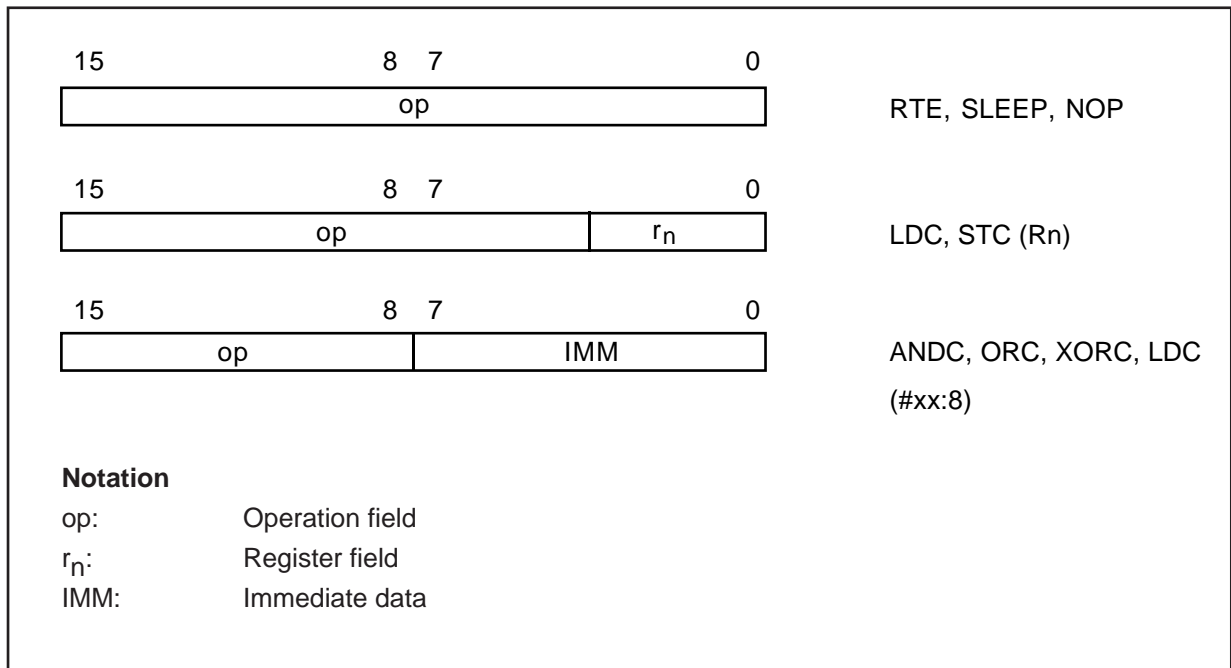 15 8 7 0
op RTE, SLEEP, NOP
15 8 7 0
op rn LDC, STC (Rn)
15 8 7 0
op IMM ANDC, ORC, XORC, LDC
(#xx:8)
Notation
op: Operation field
rn: Register field
IMM: Immediate data